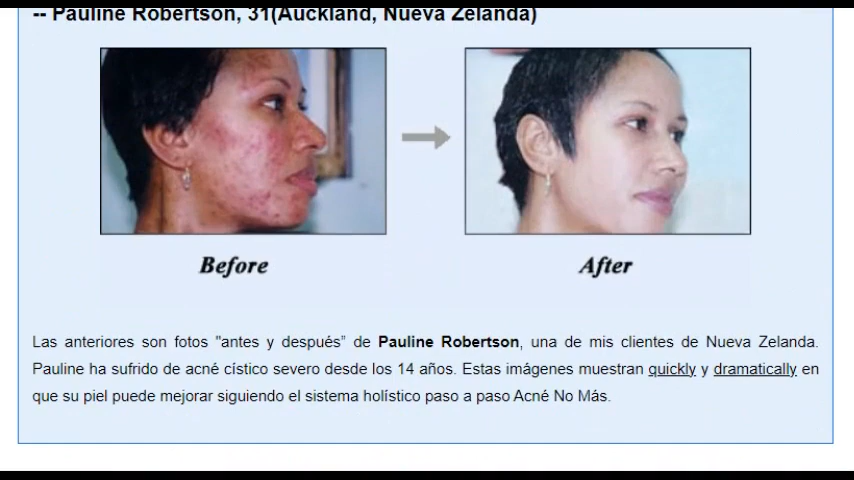 -- Pauline Robertson, 31(Auckland, Nueva Zelanda)
Before
After
Las anteriores son fotos "antes y después” de Pauline Robertson, una de mis clientes de Nueva Zelanda.
Pauline ha sufrido de acné cístico severo desde los 14 años. Estas imágenes muestran quickly y dramatically en
que su piel puede mejorar siguiendo el sistema holístico paso a paso Acné No Más.